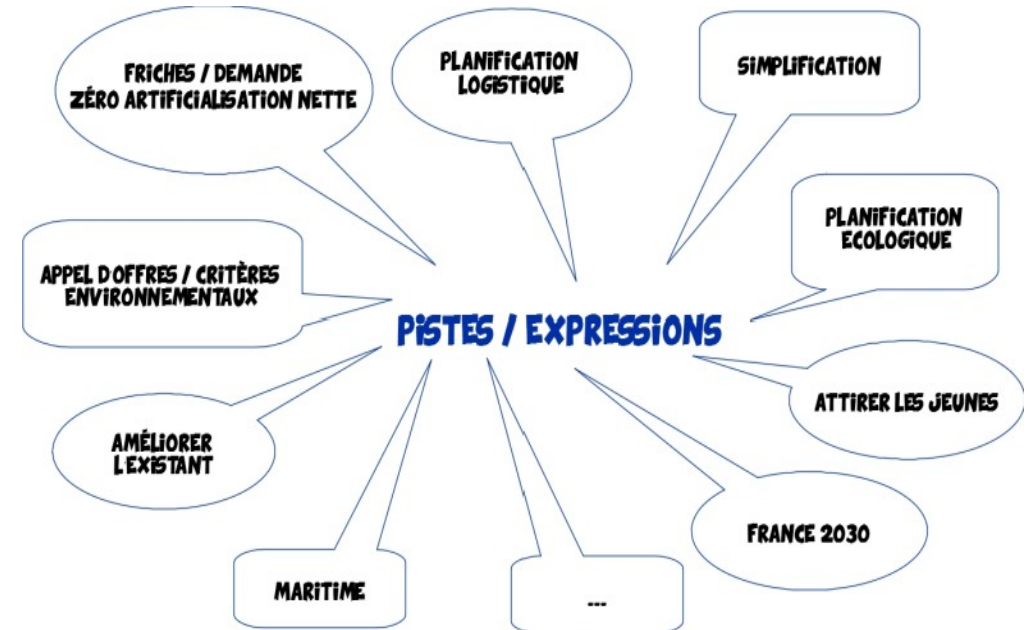 FRICHES / DEMANDE
ZÉRO ARTIFICIALISATION NETTE
PLANIFICATION
LOGISTIQUE
SIMPLIFICATION
PLANIFICATION
ECOLOGIQUE
APPEL D'OFFRES / CRITÈRES
ENVIRONNEMENTAUX
PISTES / EXPRESSIONS
ATTIRER LES JEUNES
AMÉLIORER
L'EXISTANT
FRANCE 2030
MARITIME
...